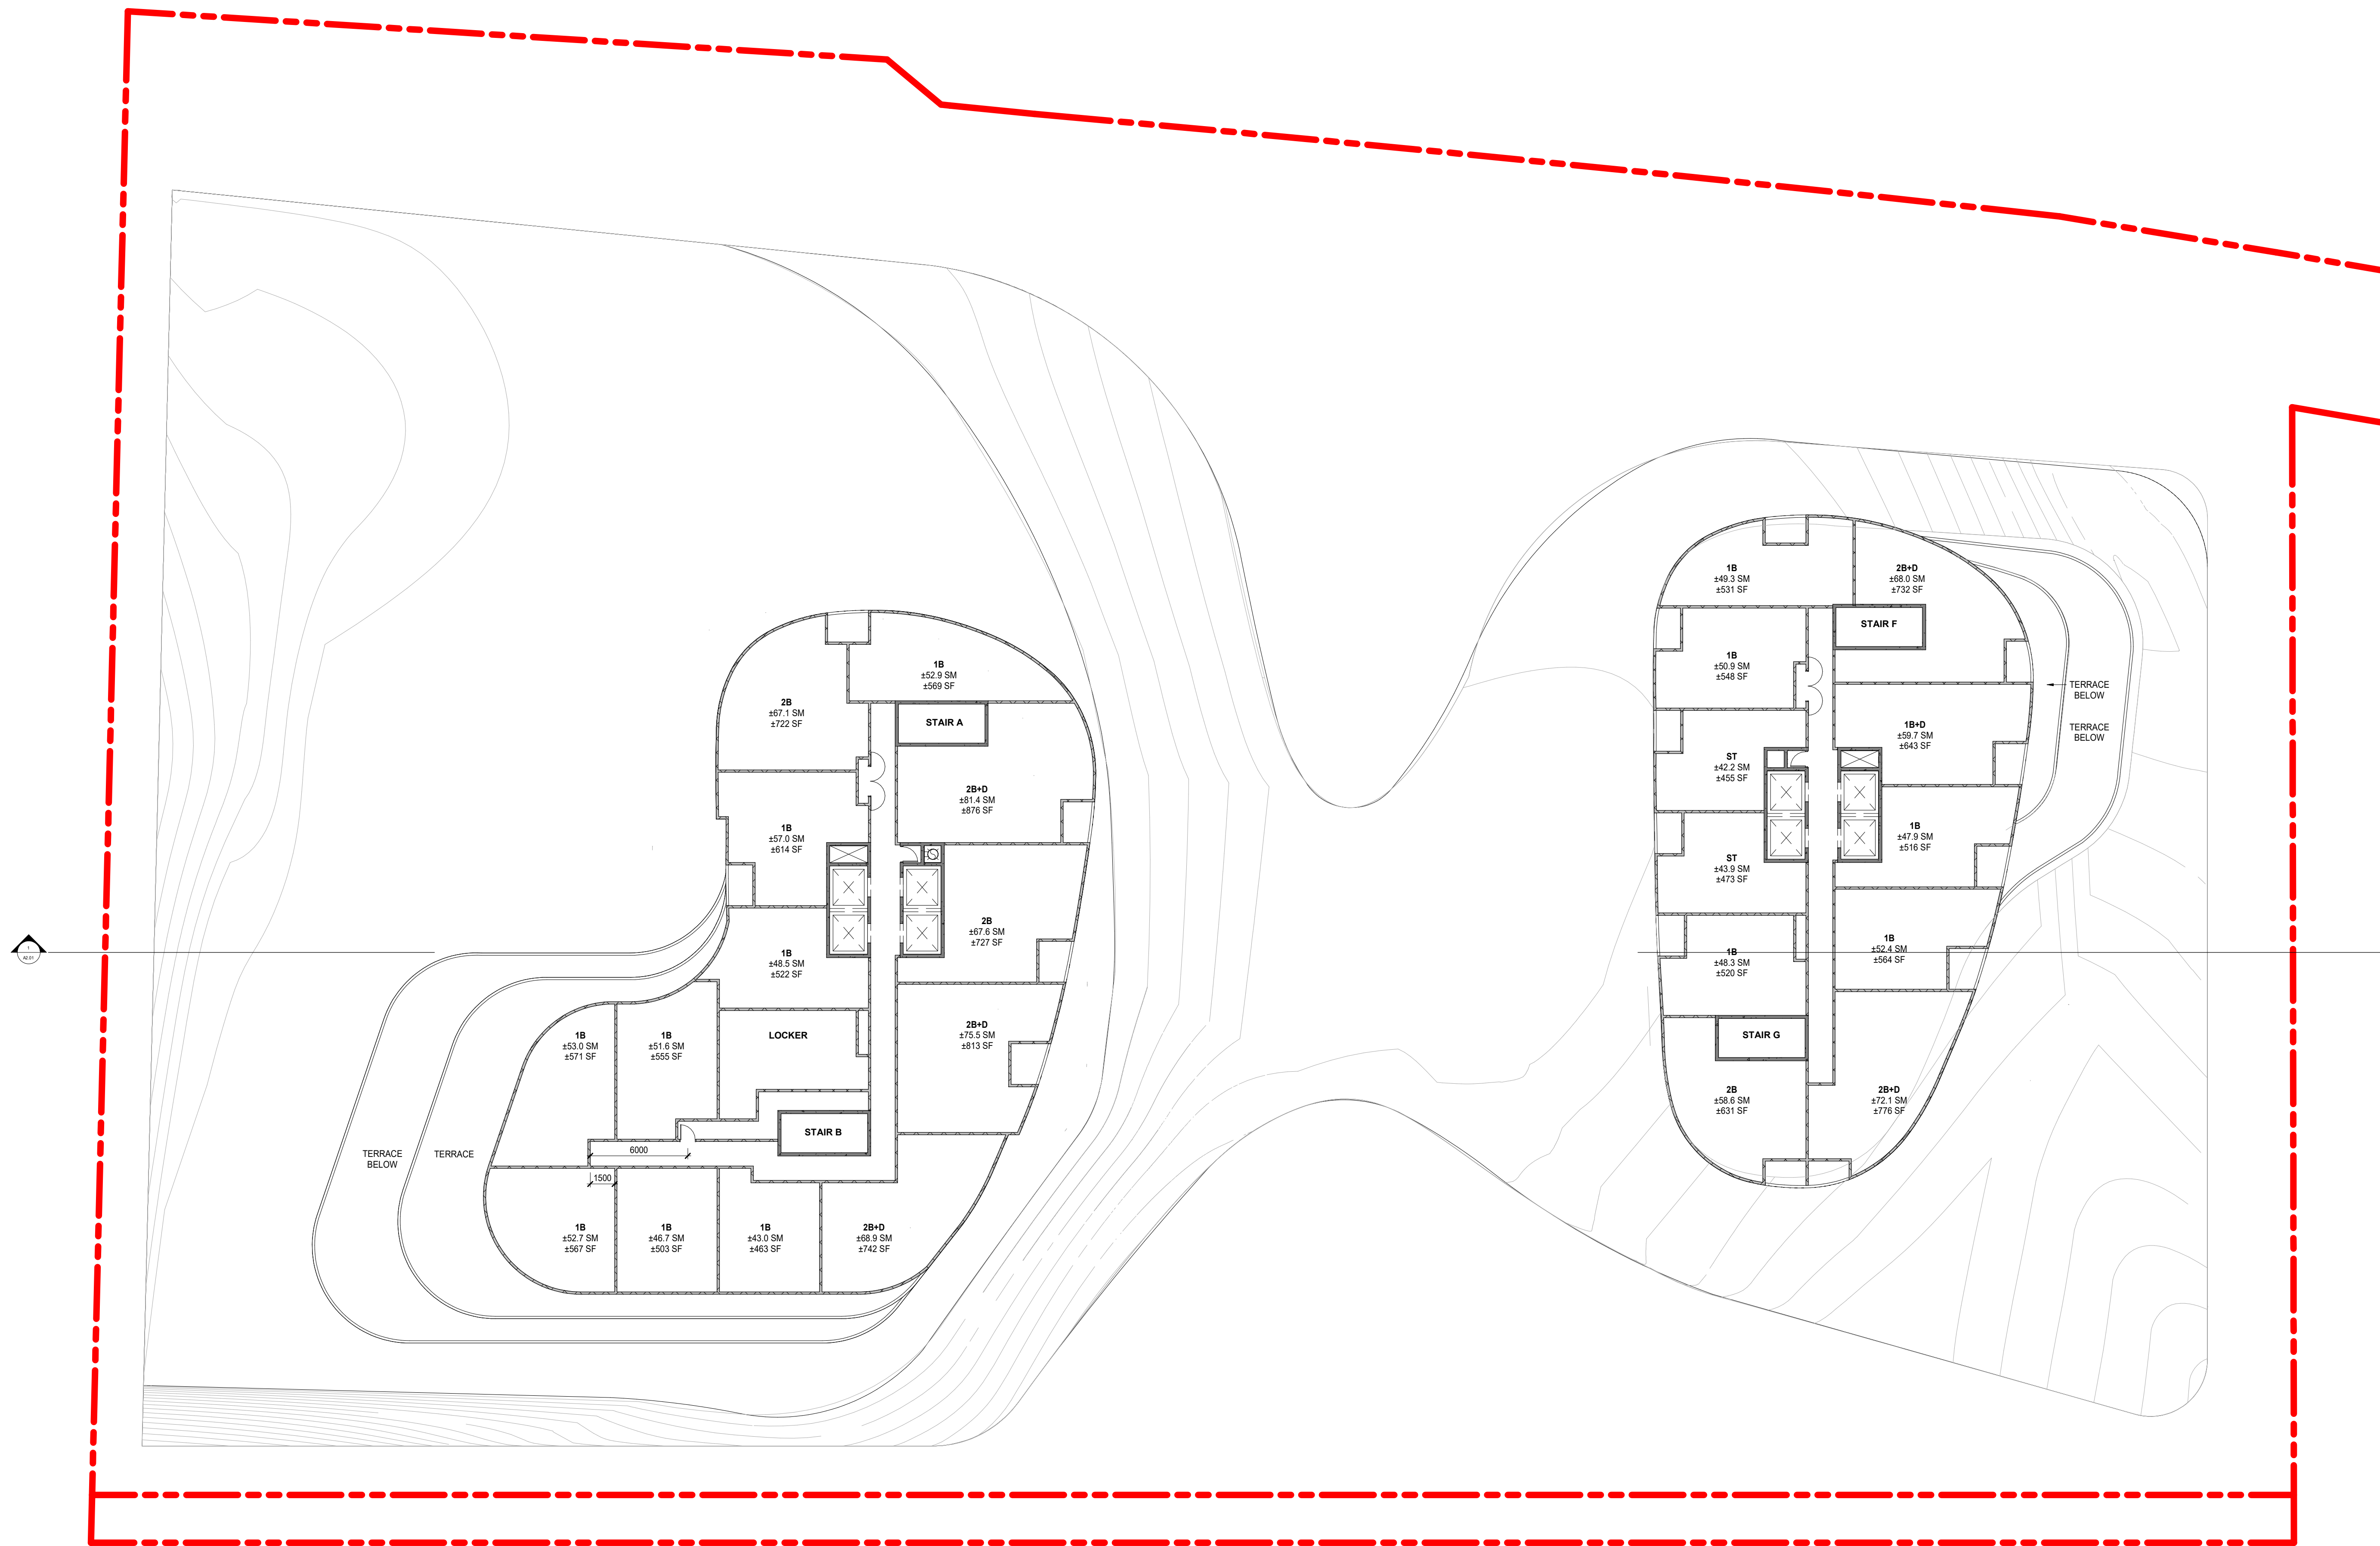 1
A2.01
2B
±67.1 SM
±722 SF
1B
±52.9 SM
±569 SF
STAIR A
2B+D
±81.4 SM
±876 SF
1B
±57.0 SM
±614 SF
2B
±67.6 SM
±727 SF
1B
±48.5 SM
±522 SF
2B+D
±75.5 SM
±813 SF
LOCKER
1B
±53.0 SM
±571 SF
1B
±51.6 SM
±555 SF
STAIR B
TERRACE
BELOW
TERRACE
6000
1500
1B
±52.7 SM
±567 SF
1B
±46.7 SM
±503 SF
1B
±43.0 SM
±463 SF
2B+D
±68.9 SM
±742 SF
1B
±49.3 SM
±531 SF
2B+D
±68.0 SM
±732 SF
STAIR F
1B
±50.9 SM
±548 SF
TERRACE
BELOW
TERRACE
BELOW
1B+D
±59.7 SM
±643 SF
ST
±42.2 SM
±455 SF
1B
±47.9 SM
±516 SF
ST
±43.9 SM
±473 SF
1B
±52.4 SM
±564 SF
1B
±48.3 SM
±520 SF
STAIR G
2B
±58.6 SM
±631 SF
2B+D
±72.1 SM
±776 SF